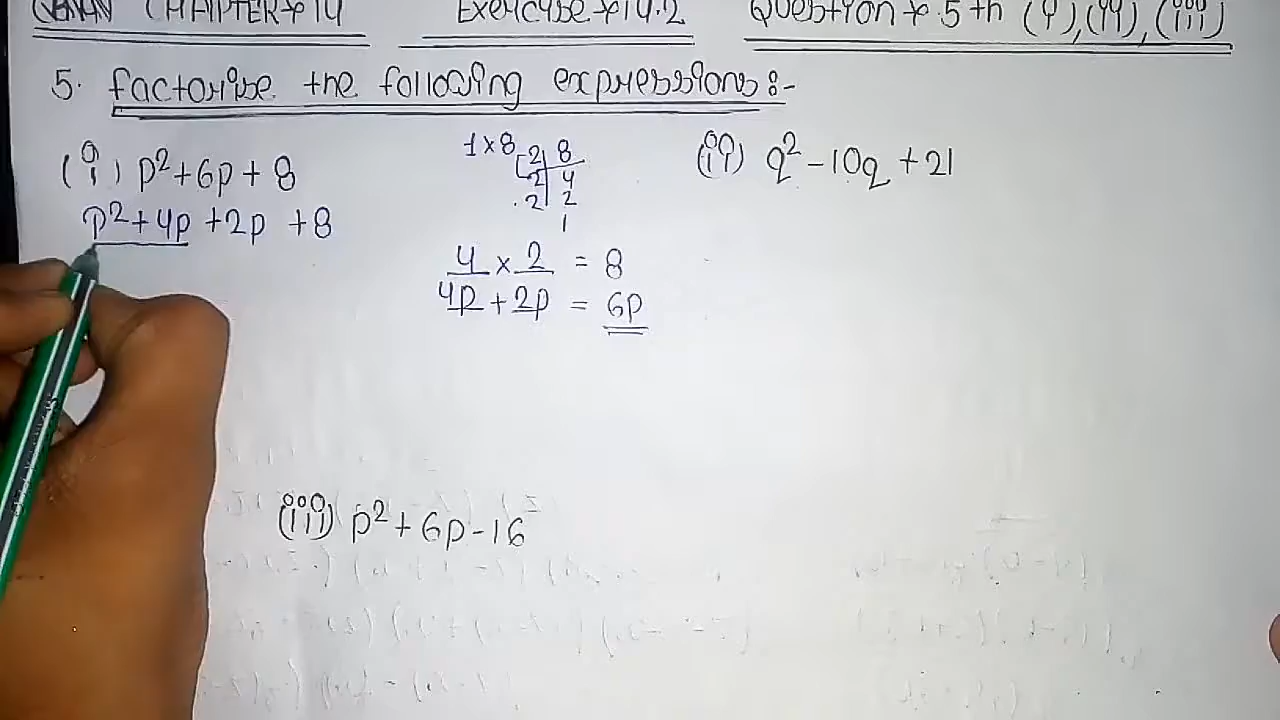 CHAPTER → 14 Exercise → 14.2 Question → 5th (i), (ii), (iii)
5. Factorise the following expressions :-
(i) p² + 6p + 8
p² + 4p + 2p + 8
1 × 8
2 | 8
2 | 4
2 | 2
1
4 × 2 = 8
4p + 2p = 6p
(ii) q² - 10q + 21
(iii) p² + 6p - 16